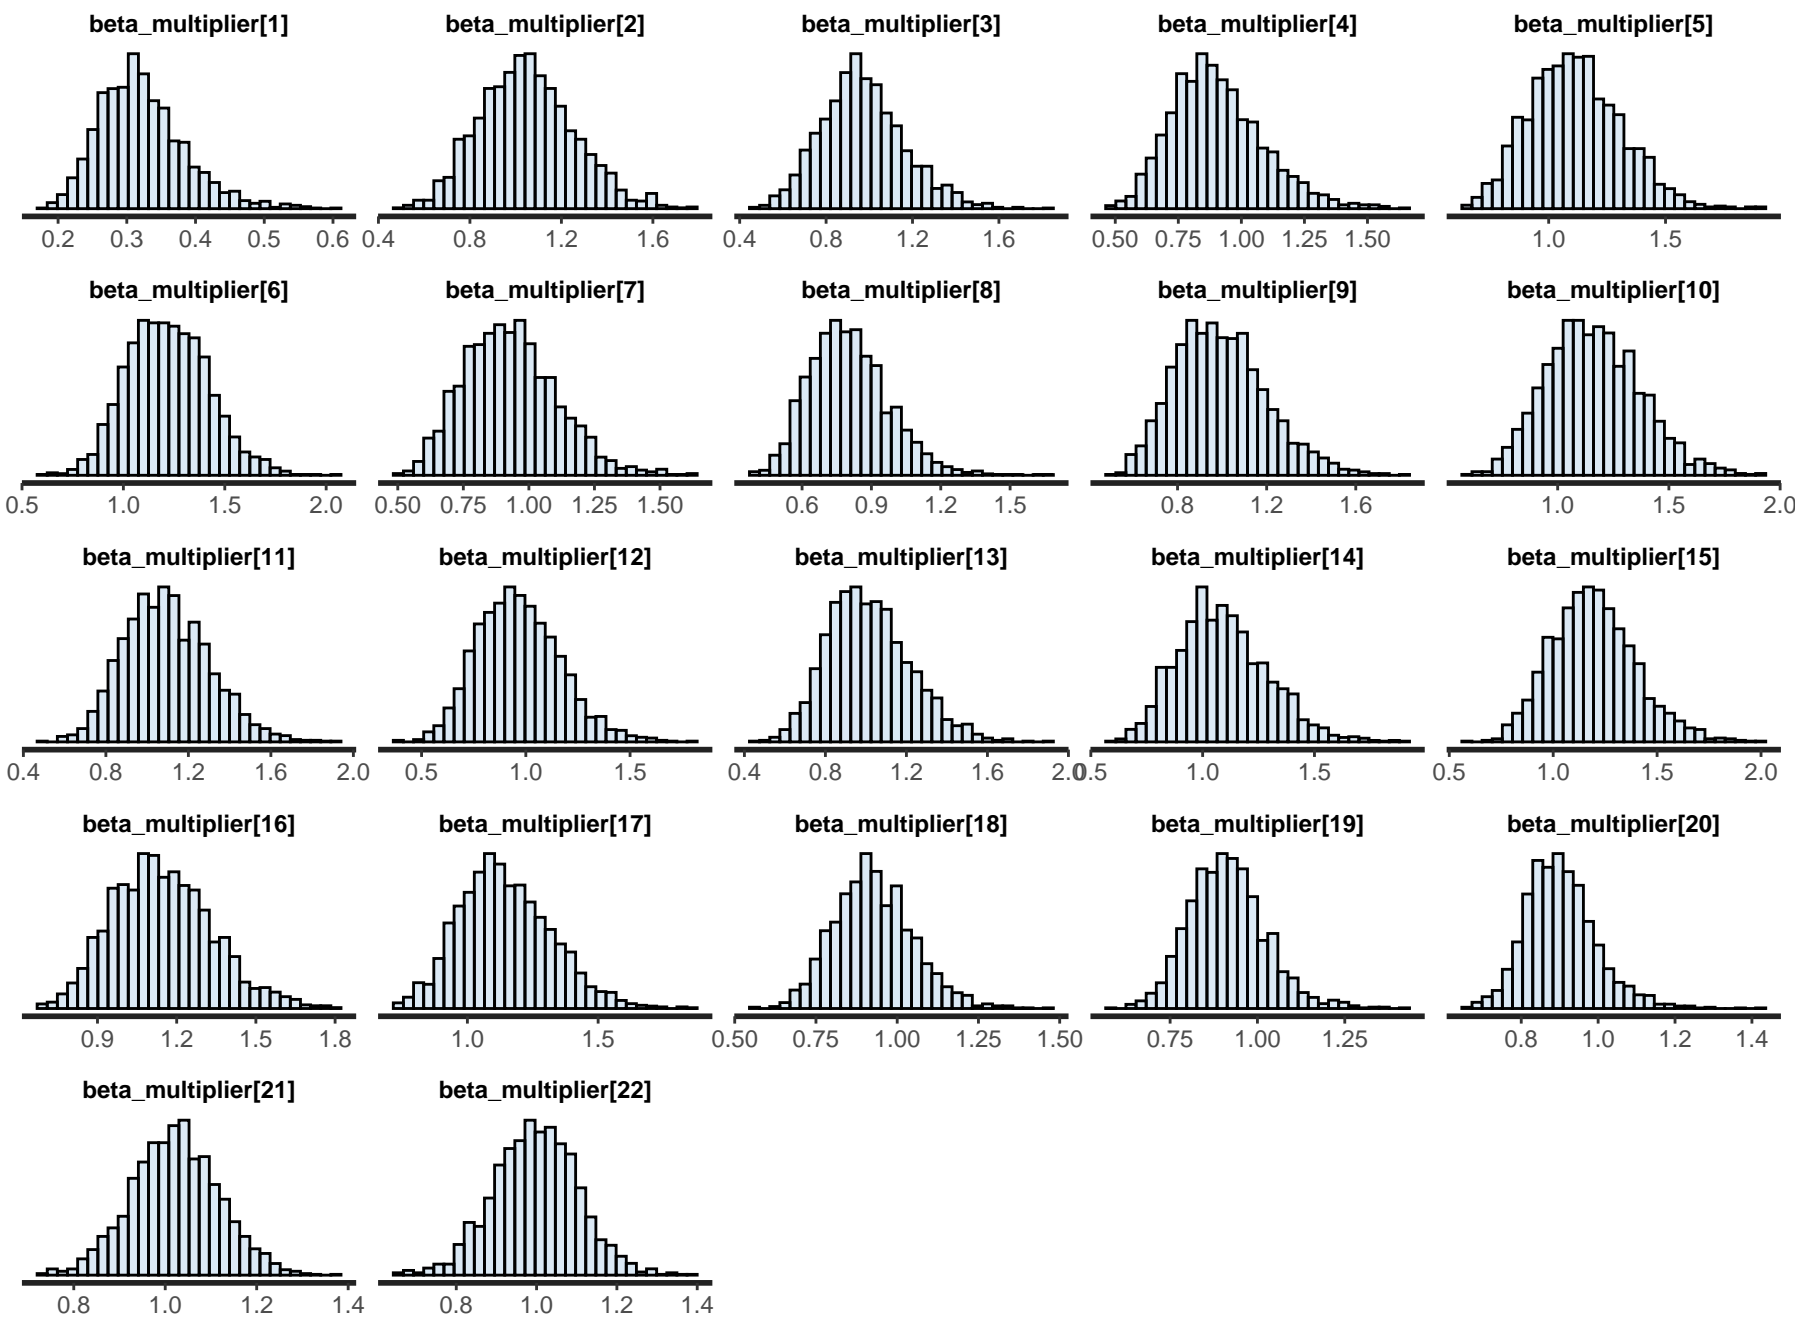 beta_multiplier[1] beta_multiplier[2] beta_multiplier[3] beta_multiplier[4] beta_multiplier[5]
0.2 0.3 0.4 0.5 0.6 0.4 0.8 1.2 1.6 0.4 0.8 1.2 1.6 0.50 0.75 1.00 1.25 1.50 1.0 1.5
beta_multiplier[6] beta_multiplier[7] beta_multiplier[8] beta_multiplier[9] beta_multiplier[10]
0.5 1.0 1.5 2.0 0.50 0.75 1.00 1.25 1.50 0.6 0.9 1.2 1.5 0.8 1.2 1.6 1.0 1.5 2.0
beta_multiplier[11] beta_multiplier[12] beta_multiplier[13] beta_multiplier[14] beta_multiplier[15]
0.4 0.8 1.2 1.6 2.0 0.5 1.0 1.5 0.4 0.8 1.2 1.6 2.0 0.5 1.0 1.5 0.5 1.0 1.5 2.0
beta_multiplier[16] beta_multiplier[17] beta_multiplier[18] beta_multiplier[19] beta_multiplier[20]
0.9 1.2 1.5 1.8 1.0 1.5 0.50 0.75 1.00 1.25 1.50 0.75 1.00 1.25 0.8 1.0 1.2 1.4
beta_multiplier[21] beta_multiplier[22]
0.8 1.0 1.2 1.4 0.8 1.0 1.2 1.4